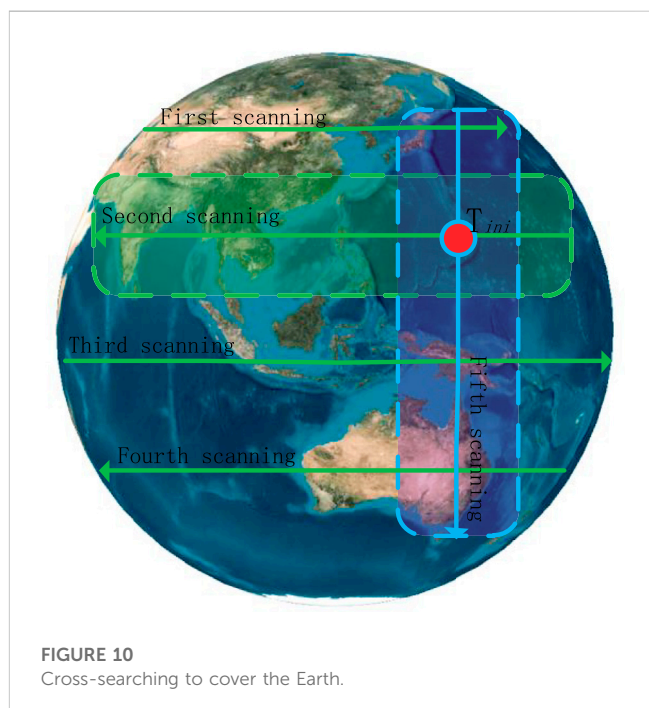 First scanning
Second scanning
T_ini
Third scanning
Fifth scanning
Fourth scanning
FIGURE 10
Cross-searching to cover the Earth.